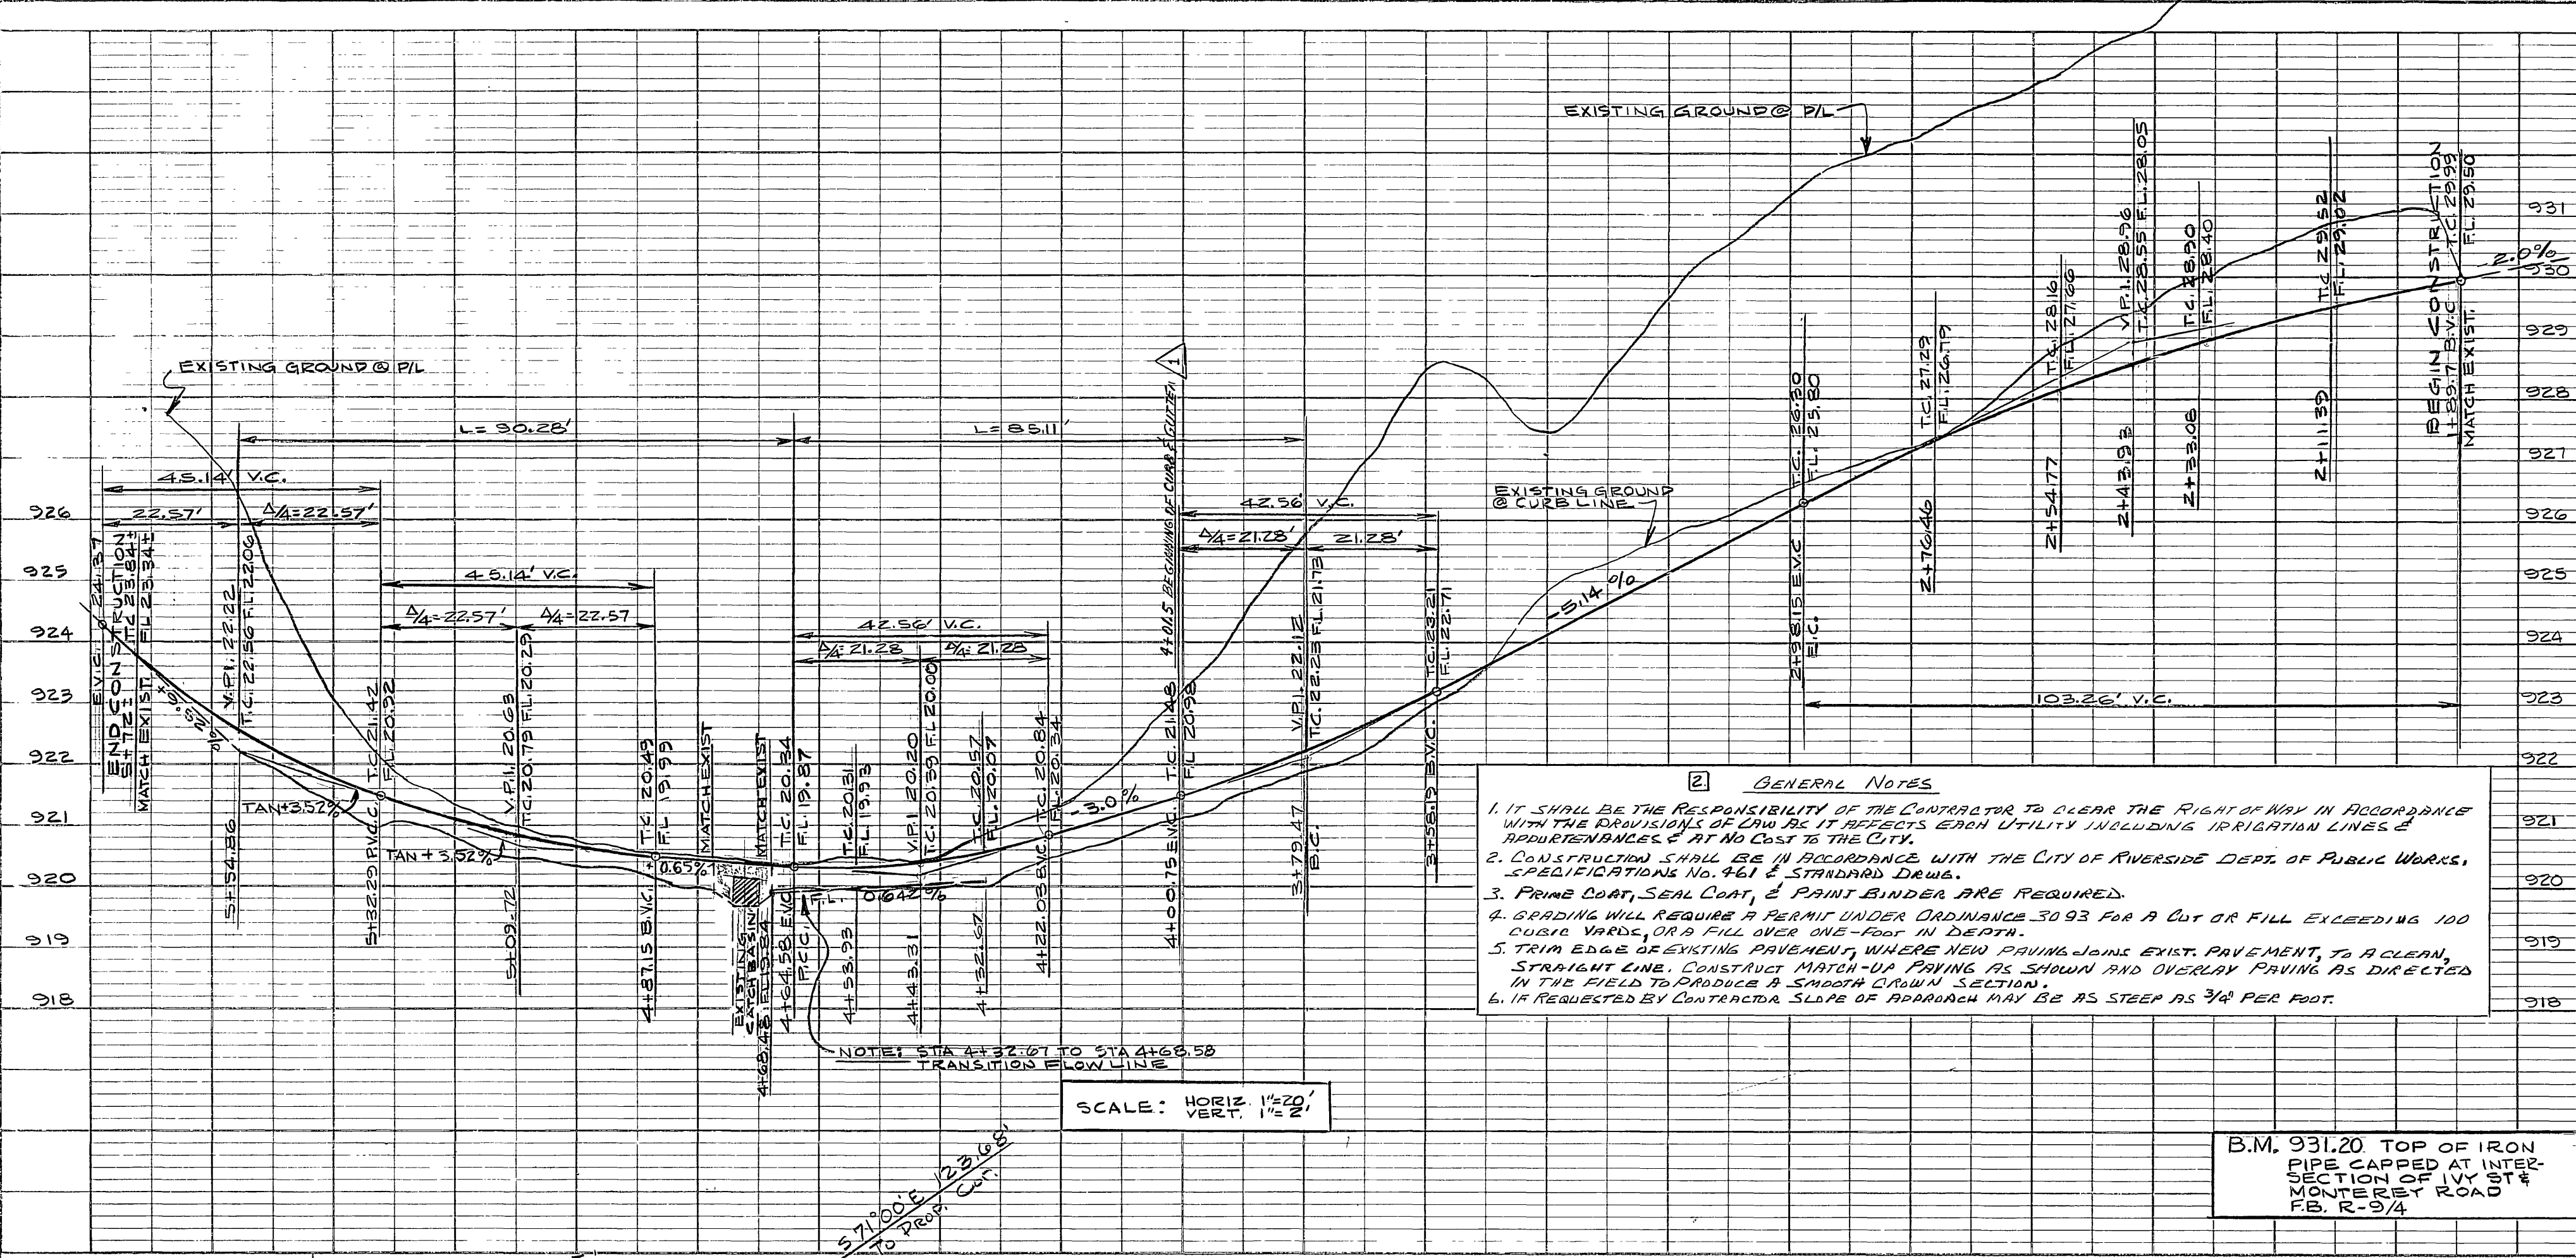 EXISTING GROUND @ P/L
EXISTING GROUND @ P/L
EXISTING GROUND
@ CURB LINE
L= 90.28'
L= 85.11'
45.14' V.C.
22.57'
Δ/4=22.57'
45.14' V.C.
Δ/4=22.57'
Δ/4=22.57
42.56' V.C.
Δ/4=21.28
Δ/4=21.28
42.56' V.C.
Δ/4=21.28'
21.28'
103.26' V.C.
E.V.C. 24.37
END CONSTRUCTION
5+72±
T.C. 23.84±
MATCH EXIST. FL 23.34±
+9.52%
V.P.I. 22.22
T.C. 22.56 F.L. 22.06
5+54.86
TAN+3.52%
T.C. 21.42
F.L. 20.92
5+32.29 P.V.C.C.
TAN + 3.52%
V.P.I. 20.63
T.C. 20.79 F.L. 20.29
5+09.72
T.C. 20.49
F.L. 19.99
4+87.15 B.V.C.
0.65%
MATCH EXIST
MATCH EXIST
EXISTING
CATCH BASIN
4+68.48 F.L. 19.84
T.C. 20.34
F.L. 19.87
4+64.58 E.V.C.
P.C.C.
F.L. 0.642%
T.C. 20.31
F.L. 19.93
4+53.93
V.P.I. 20.20
T.C. 20.39 F.L. 20.00
4+43.31
T.C. 20.57
F.L. 20.07
4+32.67
T.C. 20.84
F.L. 20.34
4+22.03 B.V.C.
-3.0%
4+01.5 BEGINNING OF CURB & GUTTER
1
T.C. 21.48
F.L. 20.98
4+00.75 E.V.C.
V.P.I. 22.12
T.C. 22.23 F.L. 21.73
3+79.47
B.C.
T.C. 23.21
F.L. 22.71
3+58.19 B.V.C.
-5.14%
T.C. 26.30
F.L. 25.80
2+98.15 E.V.C
E.C.
T.C. 27.29
F.L. 26.79
2+76.46
T.C. 28.16
F.L. 27.66
2+54.77
V.P.I. 28.96
T.C. 28.55 F.L. 28.05
2+43.93
T.C. 28.90
F.L. 28.40
2+33.08
T.C. 29.52
F.L. 29.02
2+11.39
BEGIN CONSTRUCTION
T.C. 29.99
MATCH EXIST. F.L. 29.50
-2.0%
926
925
924
923
922
921
920
919
918
931
930
929
928
927
926
925
924
923
922
921
920
919
918
NOTE: STA 4+32.67 TO STA 4+68.58
TRANSITION FLOW LINE
SCALE: HORIZ. 1"=20'
VERT. 1"=2'
S 71°00'E 123.68'
To Prop. Cor.
2. GENERAL NOTES
1. IT SHALL BE THE RESPONSIBILITY OF THE CONTRACTOR TO CLEAR THE RIGHT OF WAY IN ACCORDANCE
WITH THE PROVISIONS OF LAW AS IT AFFECTS EACH UTILITY INCLUDING IRRIGATION LINES &
APPURTENANCES & AT NO COST TO THE CITY.
2. CONSTRUCTION SHALL BE IN ACCORDANCE WITH THE CITY OF RIVERSIDE DEPT. OF PUBLIC WORKS,
SPECIFICATIONS No. 461 & STANDARD DRWG.
3. PRIME COAT, SEAL COAT, & PAINT BINDER ARE REQUIRED.
4. GRADING WILL REQUIRE A PERMIT UNDER ORDINANCE 3093 FOR A CUT OR FILL EXCEEDING 100
CUBIC YARDS, OR A FILL OVER ONE-FOOT IN DEPTH.
5. TRIM EDGE OF EXISTING PAVEMENT, WHERE NEW PAVING JOINS EXIST. PAVEMENT, TO A CLEAN,
STRAIGHT LINE. CONSTRUCT MATCH-UP PAVING AS SHOWN AND OVERLAY PAVING AS DIRECTED
IN THE FIELD TO PRODUCE A SMOOTH CROWN SECTION.
6. IF REQUESTED BY CONTRACTOR SLOPE OF APPROACH MAY BE AS STEEP AS 3/4" PER FOOT.
B.M. 931.20 TOP OF IRON
PIPE CAPPED AT INTER-
SECTION OF IVY ST &
MONTEREY ROAD
F.B. R-9/4